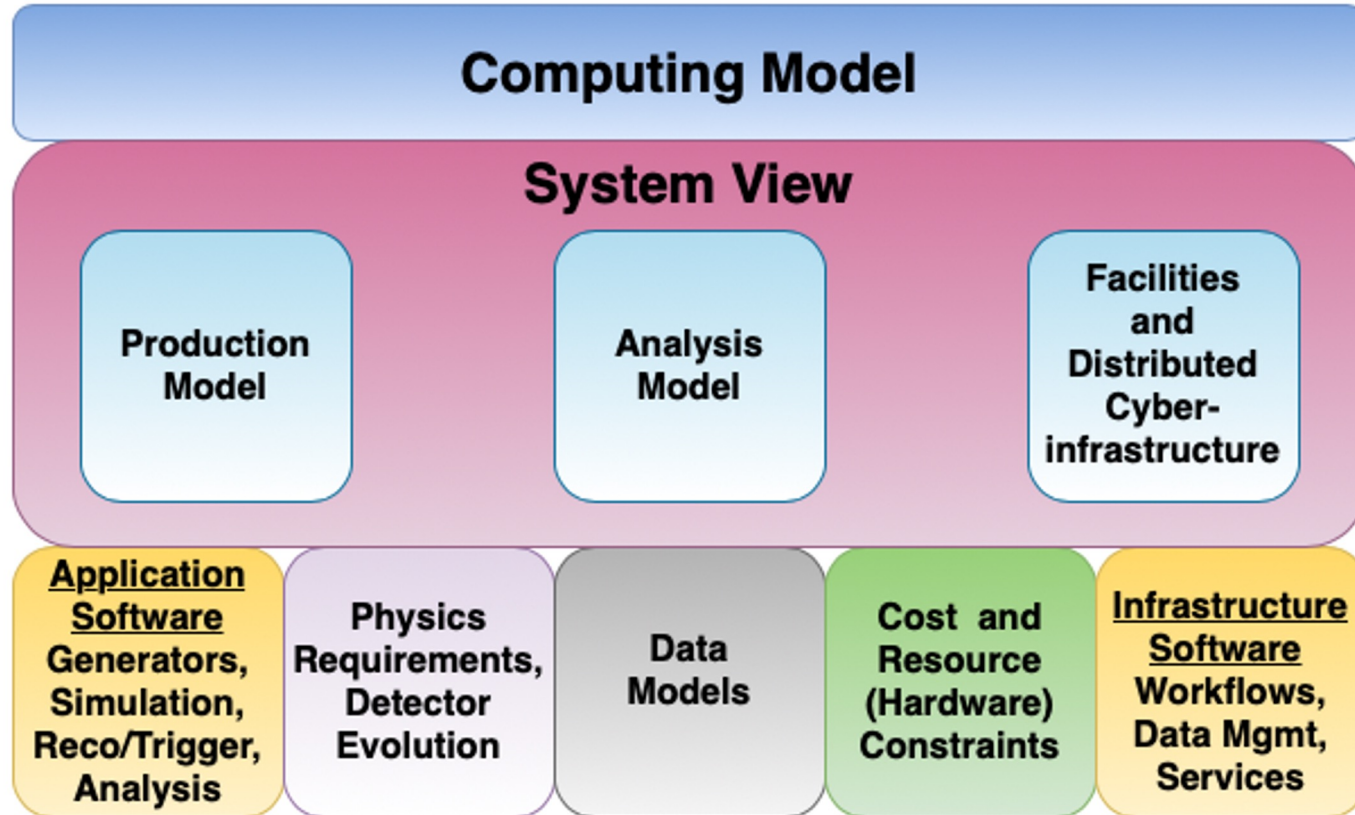 Computing Model
System View
Production
Model
Analysis
Model
Facilities
and
Distributed
Cyber-
infrastructure
Application
Software
Generators,
Simulation,
Reco/Trigger,
Analysis
Physics
Requirements,
Detector
Evolution
Data
Models
Cost and
Resource
(Hardware)
Constraints
Infrastructure
Software
Workflows,
Data Mgmt,
Services